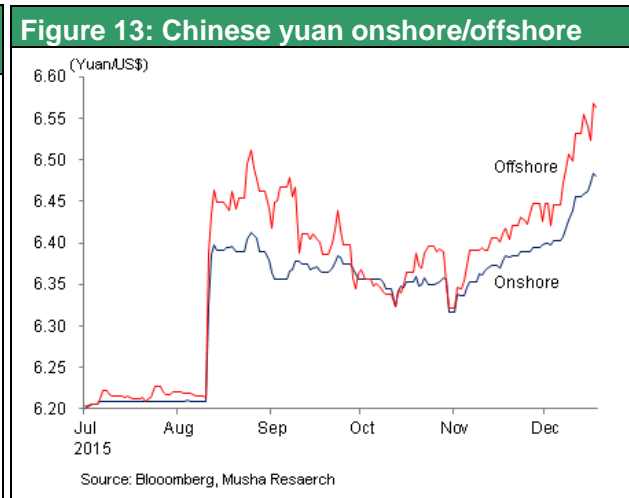 Figure 13: Chinese yuan onshore/offshore
(Yuan/US$)
6.60
6.55
6.50
6.45
6.40
6.35
6.30
6.25
6.20
Offshore
Onshore
Jul Aug Sep Oct Nov Dec
2015
Source: Blooomberg, Musha Resaerch